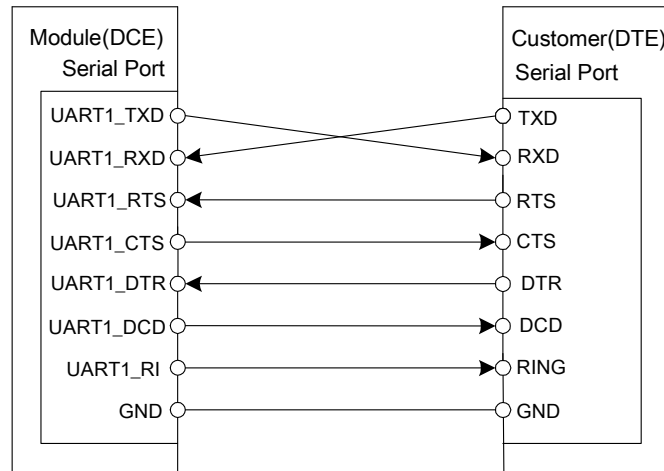 Module(DCE)
Serial Port
UART1_TXD
UART1_RXD
UART1_RTS
UART1_CTS
UART1_DTR
UART1_DCD
UART1_RI
GND
Customer(DTE)
Serial Port
TXD
RXD
RTS
CTS
DTR
DCD
RING
GND